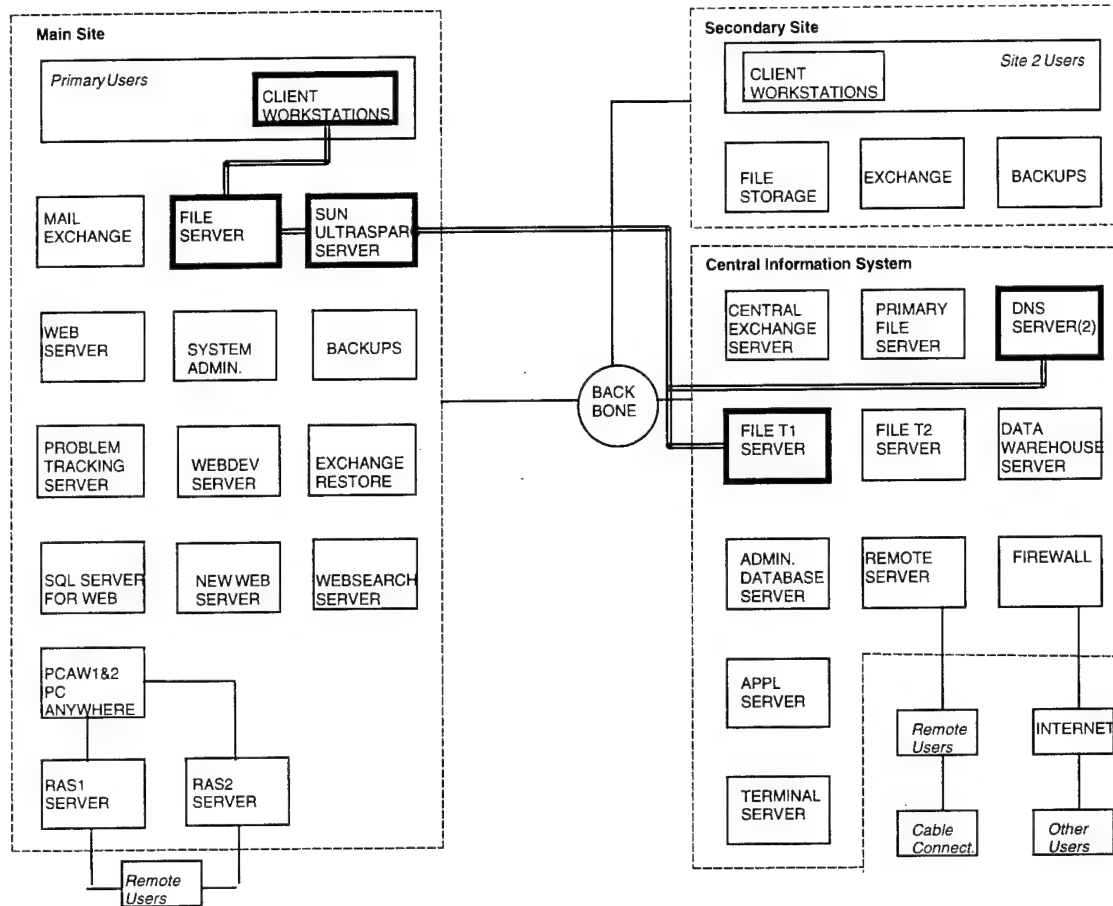 Main Site
Primary Users
CLIENT
WORKSTATIONS
MAIL
EXCHANGE
FILE
SERVER
SUN
ULTRASPARC
SERVER
WEB
SERVER
SYSTEM
ADMIN.
BACKUPS
PROBLEM
TRACKING
SERVER
WEBDEV
SERVER
EXCHANGE
RESTORE
SQL SERVER
FOR WEB
NEW WEB
SERVER
WEBSEARCH
SERVER
PCAW1&2
PC
ANYWHERE
RAS1
SERVER
RAS2
SERVER
Remote
Users
BACK
BONE
Secondary Site
Site 2 Users
CLIENT
WORKSTATIONS
FILE
STORAGE
EXCHANGE
BACKUPS
Central Information System
CENTRAL
EXCHANGE
SERVER
PRIMARY
FILE
SERVER
DNS
SERVER(2)
FILE T1
SERVER
FILE T2
SERVER
DATA
WAREHOUSE
SERVER
ADMIN.
DATABASE
SERVER
REMOTE
SERVER
FIREWALL
APPL
SERVER
Remote
Users
INTERNET
TERMINAL
SERVER
Cable
Connect.
Other
Users